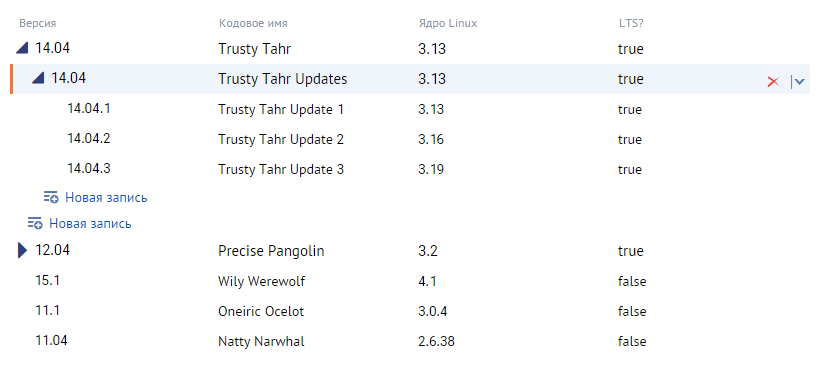 Версия Кодовое имя Ядро Linux LTS?
14.04 Trusty Tahr 3.13 true
14.04 Trusty Tahr Updates 3.13 true
14.04.1 Trusty Tahr Update 1 3.13 true
14.04.2 Trusty Tahr Update 2 3.16 true
14.04.3 Trusty Tahr Update 3 3.19 true
Новая запись
Новая запись
12.04 Precise Pangolin 3.2 true
15.1 Wily Werewolf 4.1 false
11.1 Oneiric Ocelot 3.0.4 false
11.04 Natty Narwhal 2.6.38 false